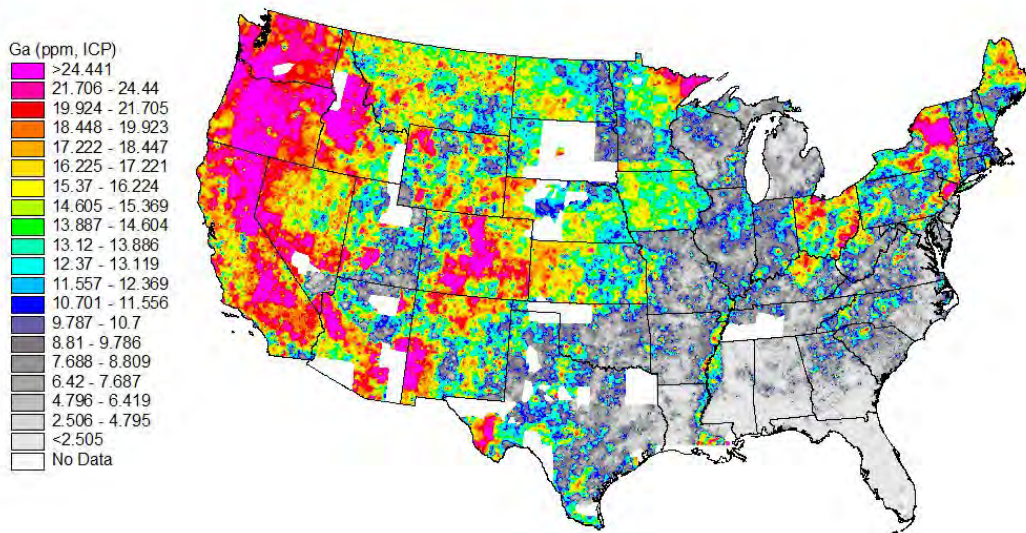 Ga (ppm, ICP)
>24.441
21.706 - 24.44
19.924 - 21.705
18.448 - 19.923
17.222 - 18.447
16.225 - 17.221
15.37 - 16.224
14.605 - 15.369
13.887 - 14.604
13.12 - 13.886
12.37 - 13.119
11.557 - 12.369
10.701 - 11.556
9.787 - 10.7
8.81 - 9.786
7.688 - 8.809
6.42 - 7.687
4.796 - 6.419
2.506 - 4.795
<2.505
No Data